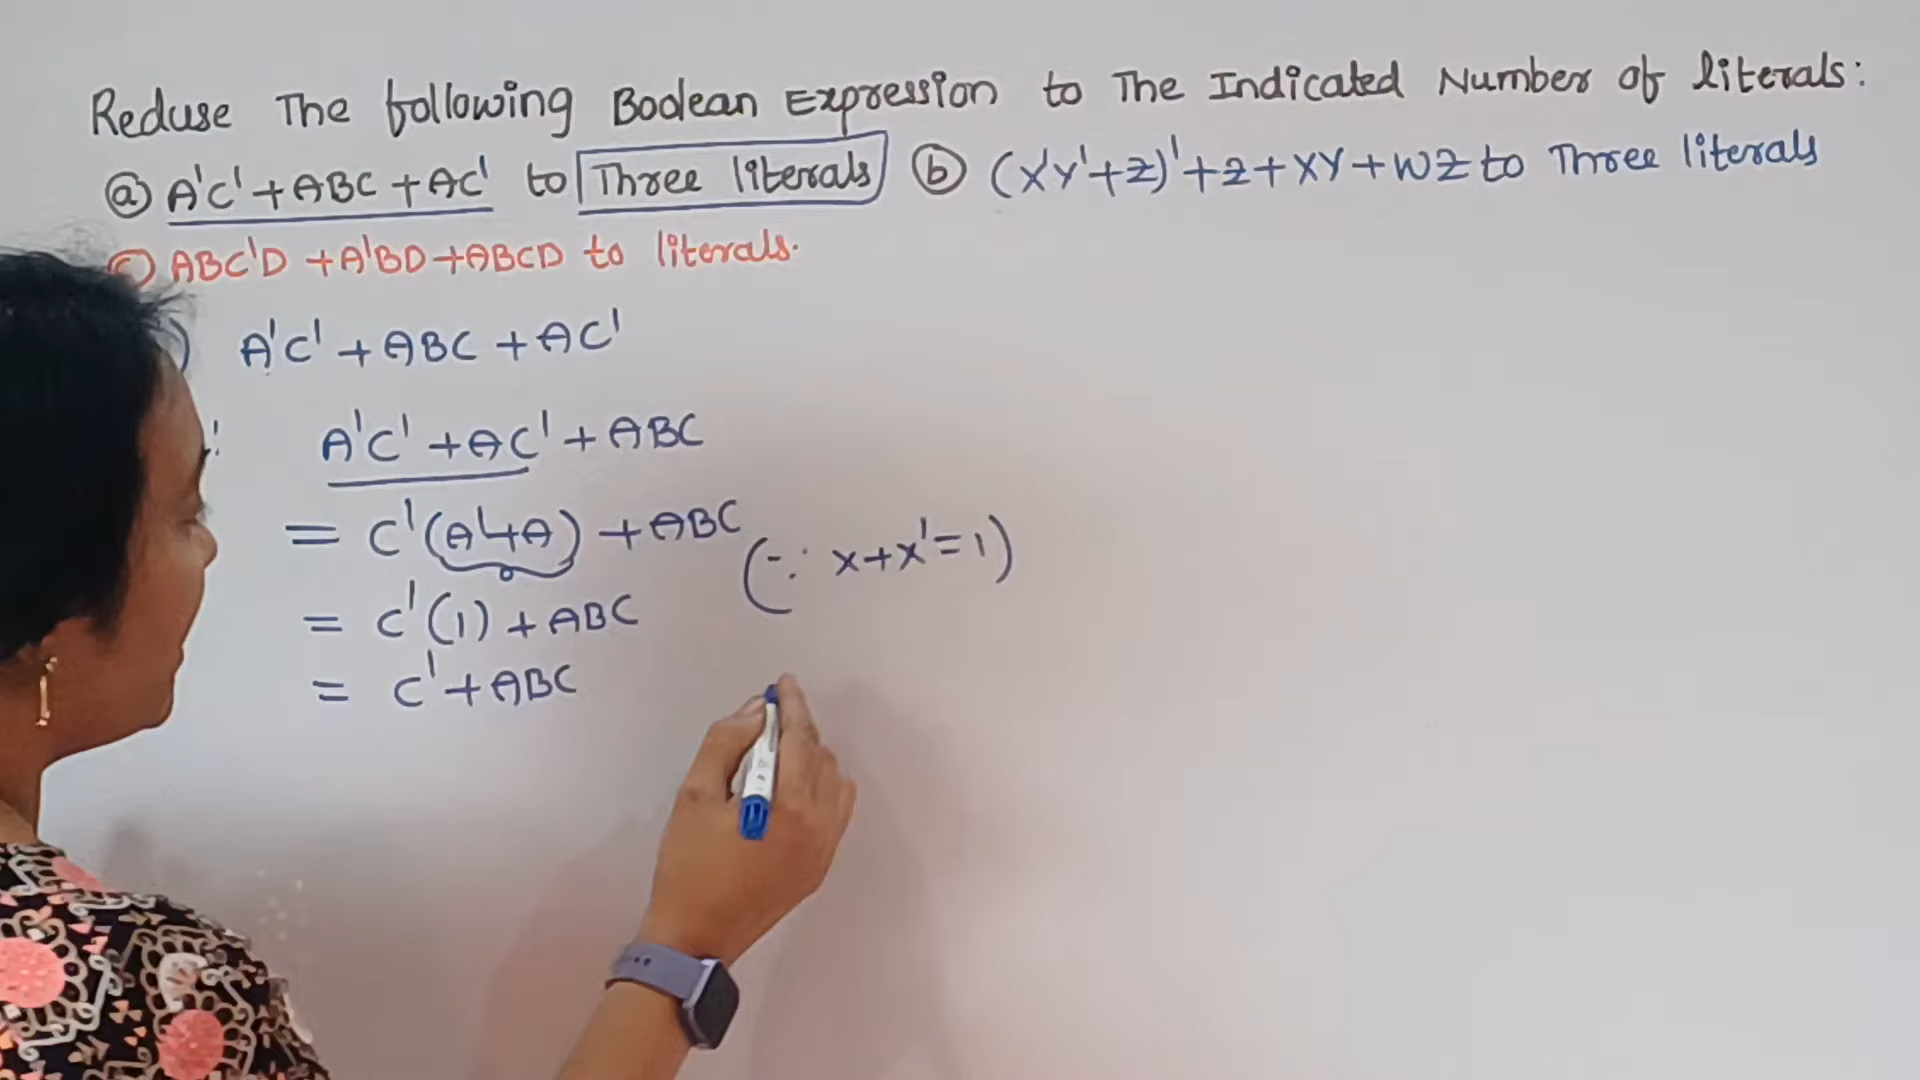 Reduse The following Boolean Expression to The Indicated Number of literals:
ⓐ A'C' + ABC + AC' to Three literals ⓑ (x'y'+z)'+z+xy+wz to Three literals
ⓒ ABC'D + A'BD + ABCD to literals.
) A'C' + ABC + AC'
: A'C' + AC' + ABC
= C'(A'+A) + ABC (∵ x+x'=1)
= C'(1) + ABC
= C' + ABC